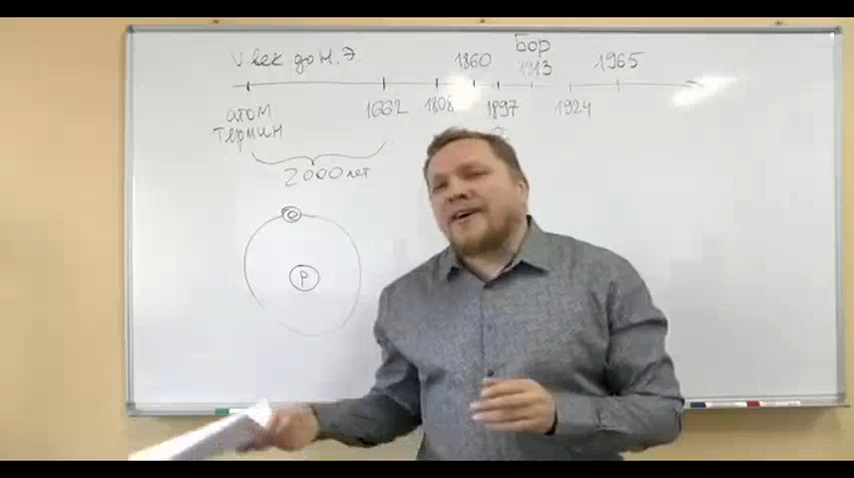 V век до н. э.
1860
Бор
1913
1965
атом
термин
1662
1808
1897
1924
2000 лет
P